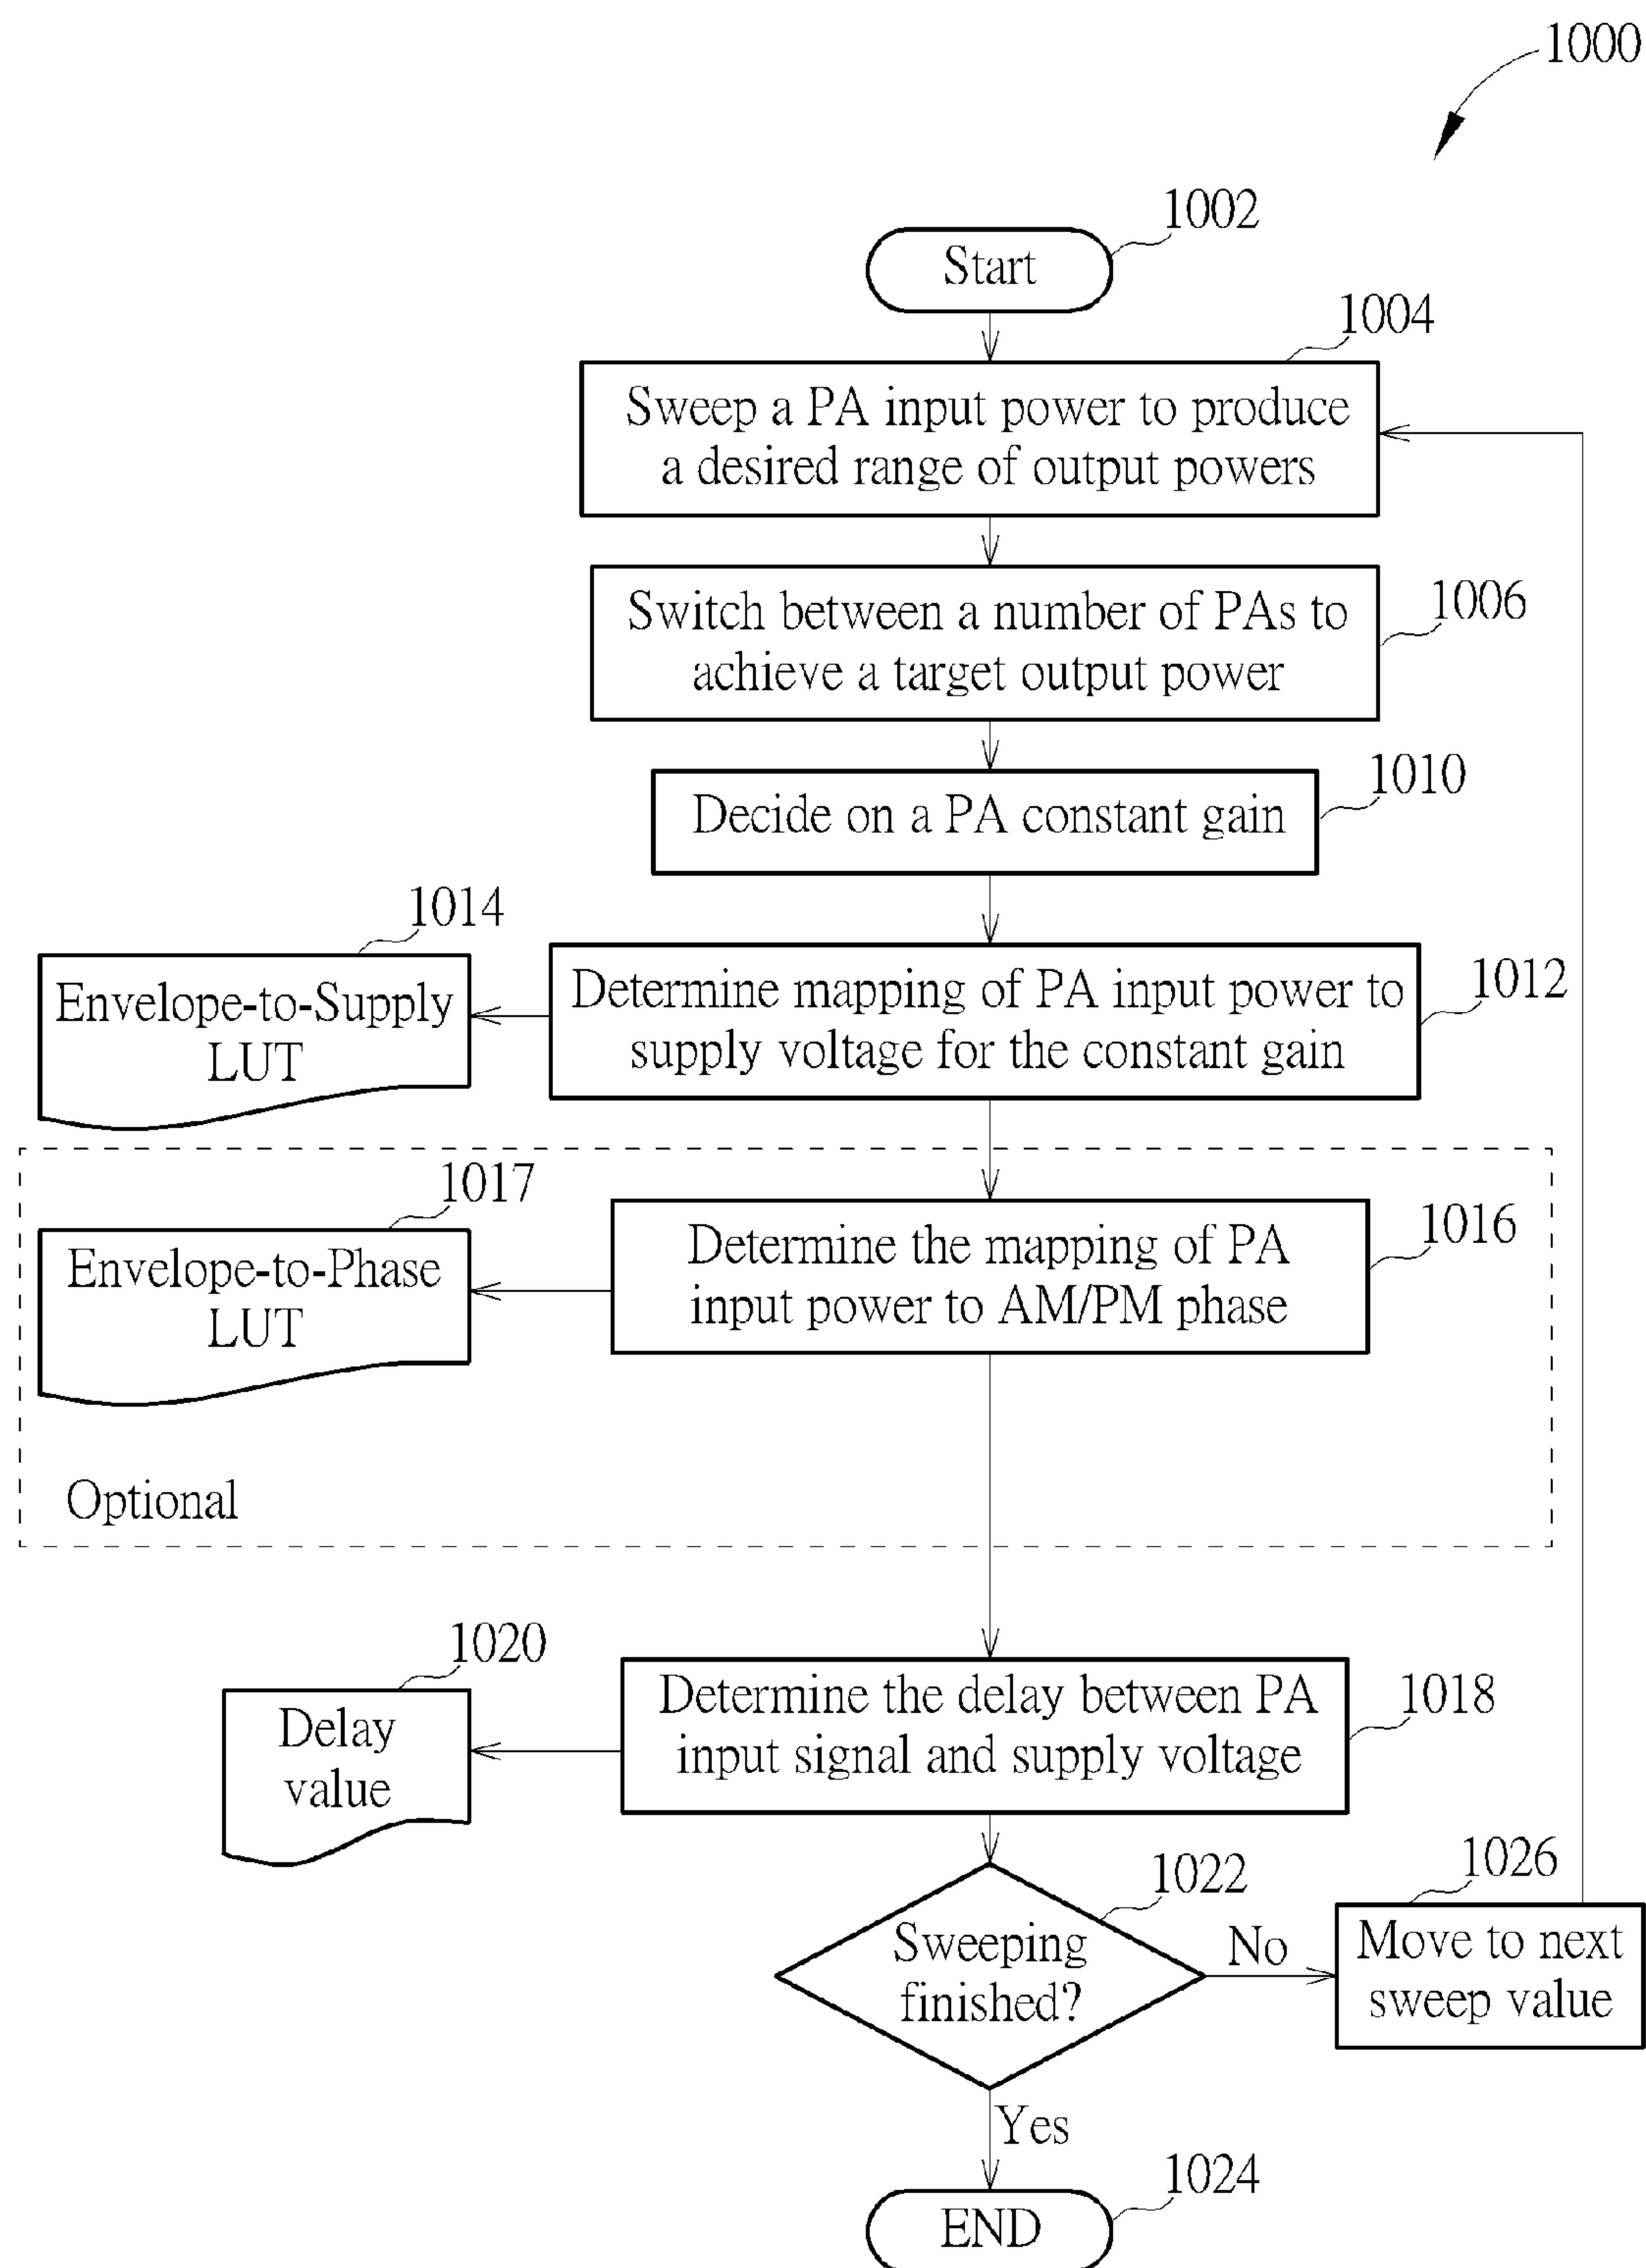 1000
1002
Start
1004
Sweep a PA input power to produce
a desired range of output powers
1006
Switch between a number of PAs to
achieve a target output power
1010
Decide on a PA constant gain
1014
Envelope-to-Supply
LUT
1012
Determine mapping of PA input power to
supply voltage for the constant gain
1017
Envelope-to-Phase
LUT
1016
Determine the mapping of PA
input power to AM/PM phase
Optional
1020
Delay
value
1018
Determine the delay between PA
input signal and supply voltage
1022
Sweeping
finished?
No
1026
Move to next
sweep value
Yes
1024
END